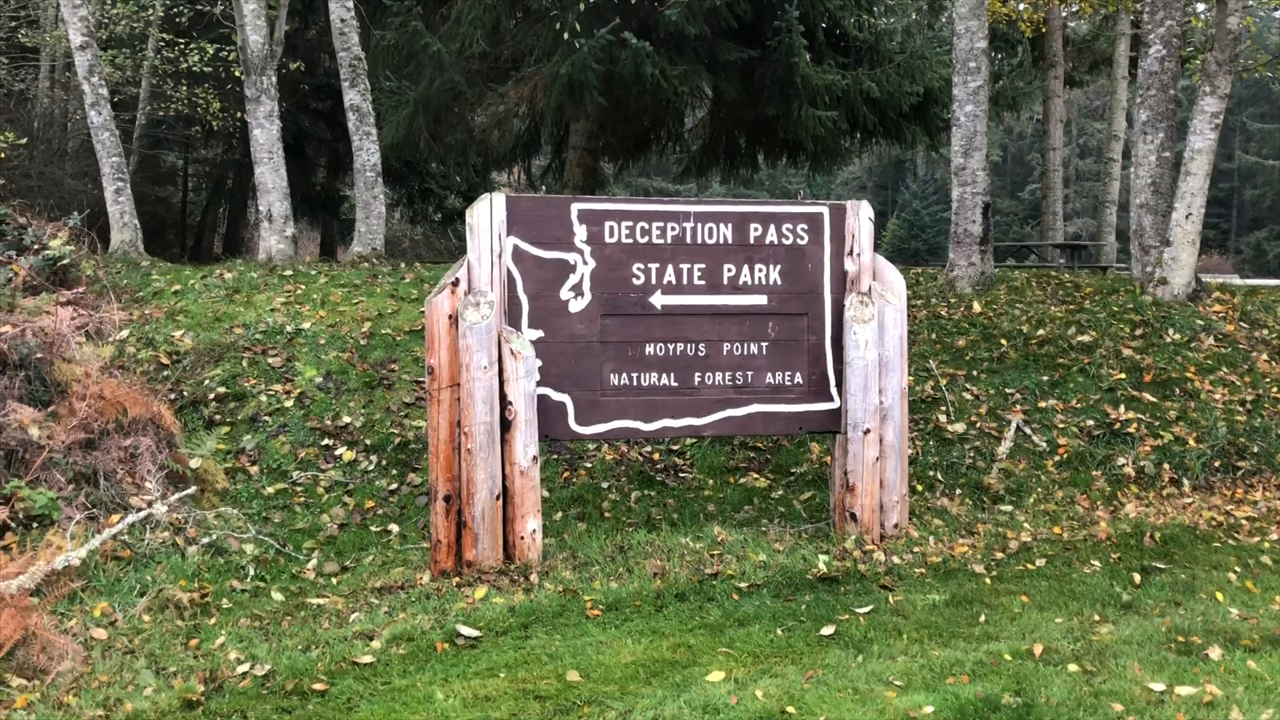 DECEPTION PASS
STATE PARK
HOYPUS POINT
NATURAL FOREST AREA